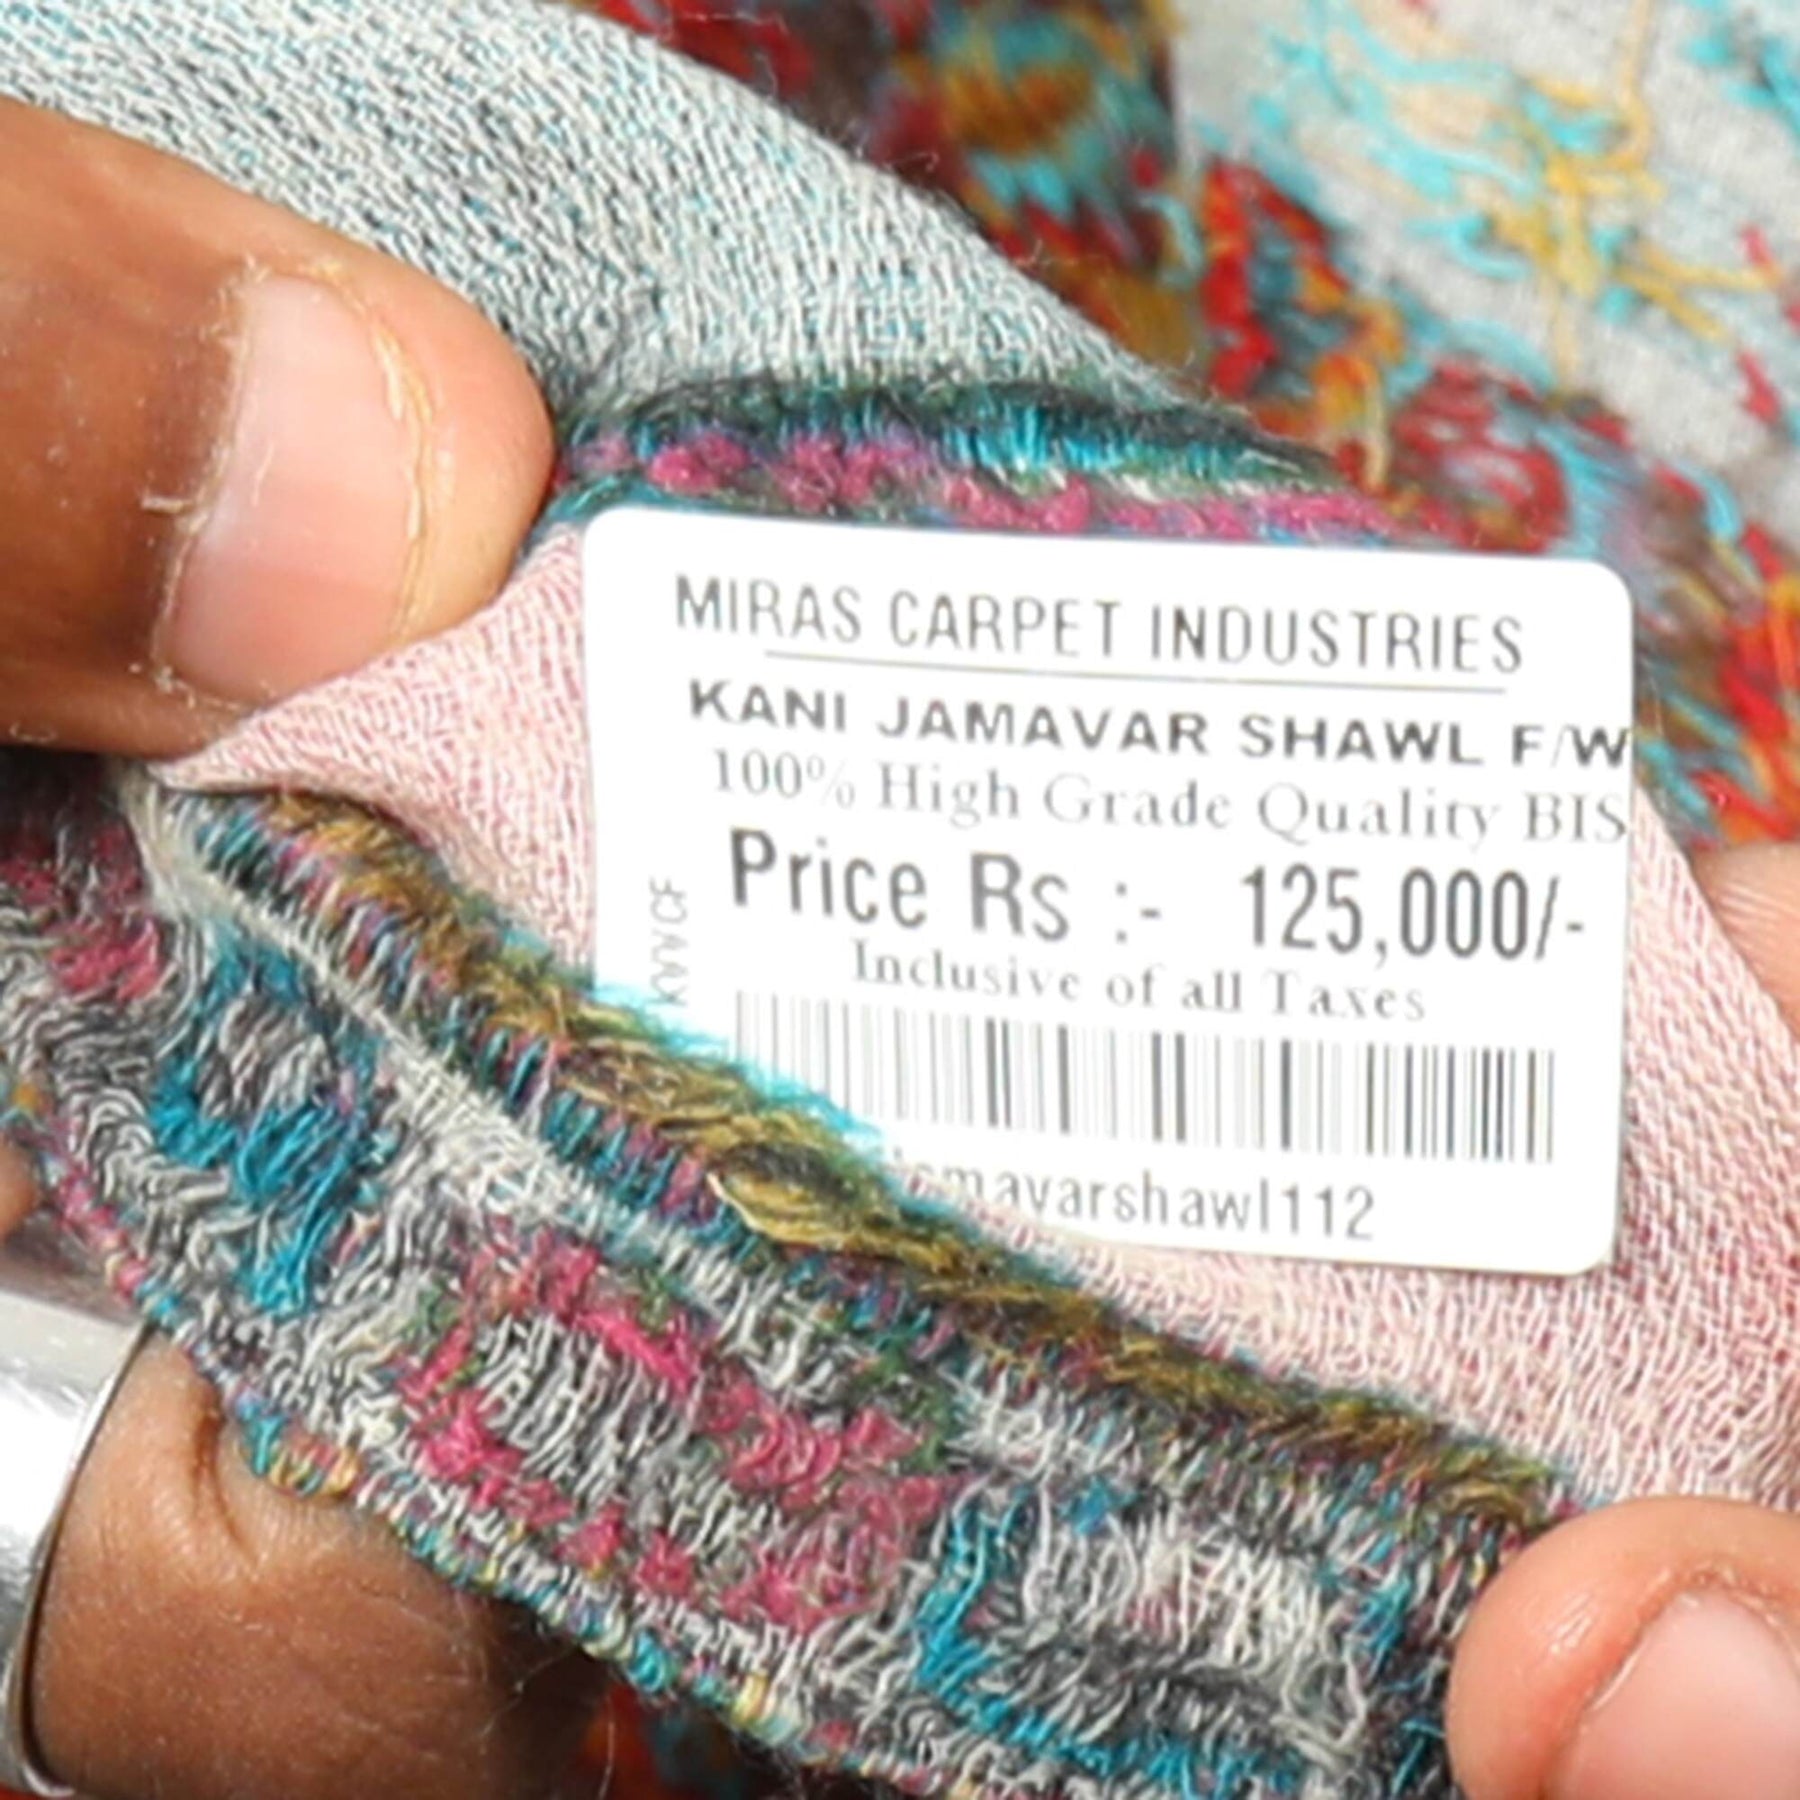 MIRAS CARPET INDUSTRIES
KANI JAMAVAR SHAWL F/W
100% High Grade Quality BIS
Price Rs :- 125,000/-
Inclusive of all Taxes
jamavarshawl112